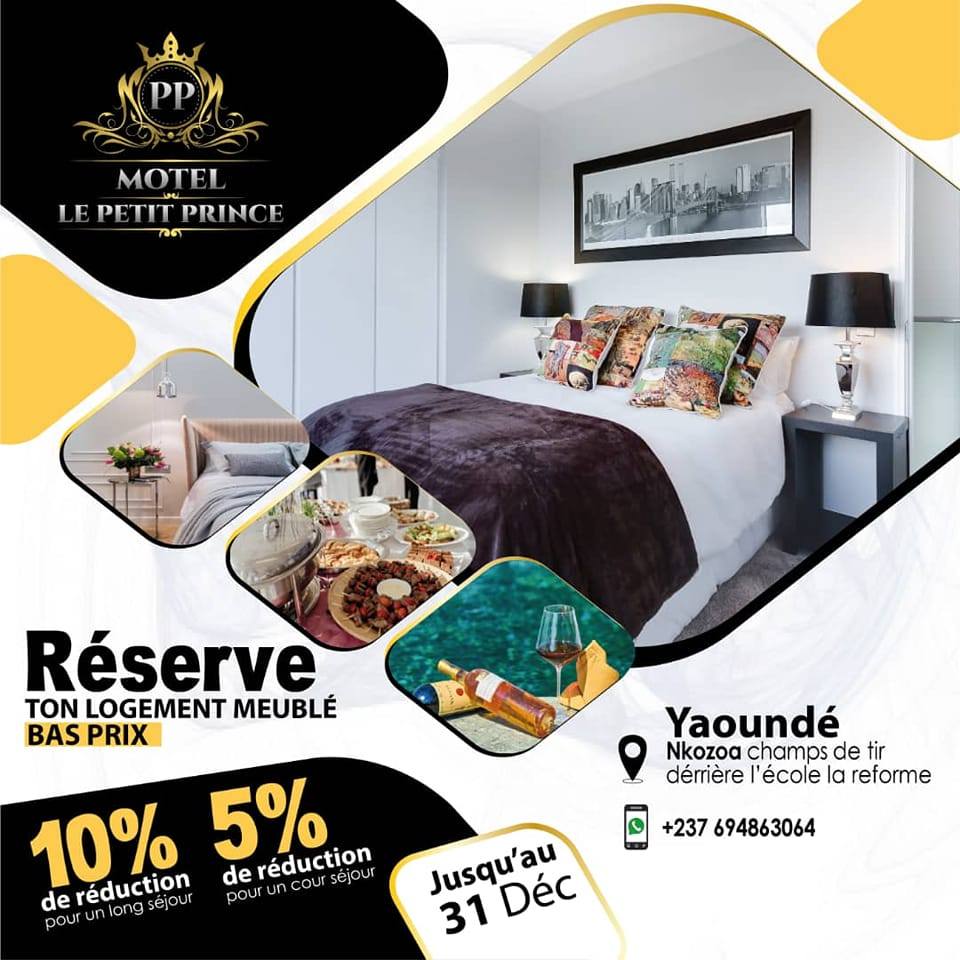 PP
MOTEL
LE PETIT PRINCE
Réserve
TON LOGEMENT MEUBLÉ
BAS PRIX
10%
de réduction
pour un long séjour
5%
de réduction
pour un cour séjour
Jusqu'au
31 Déc
Yaoundé
Nkozoa champs de tir
dérrière l'école la reforme
+237 694863064